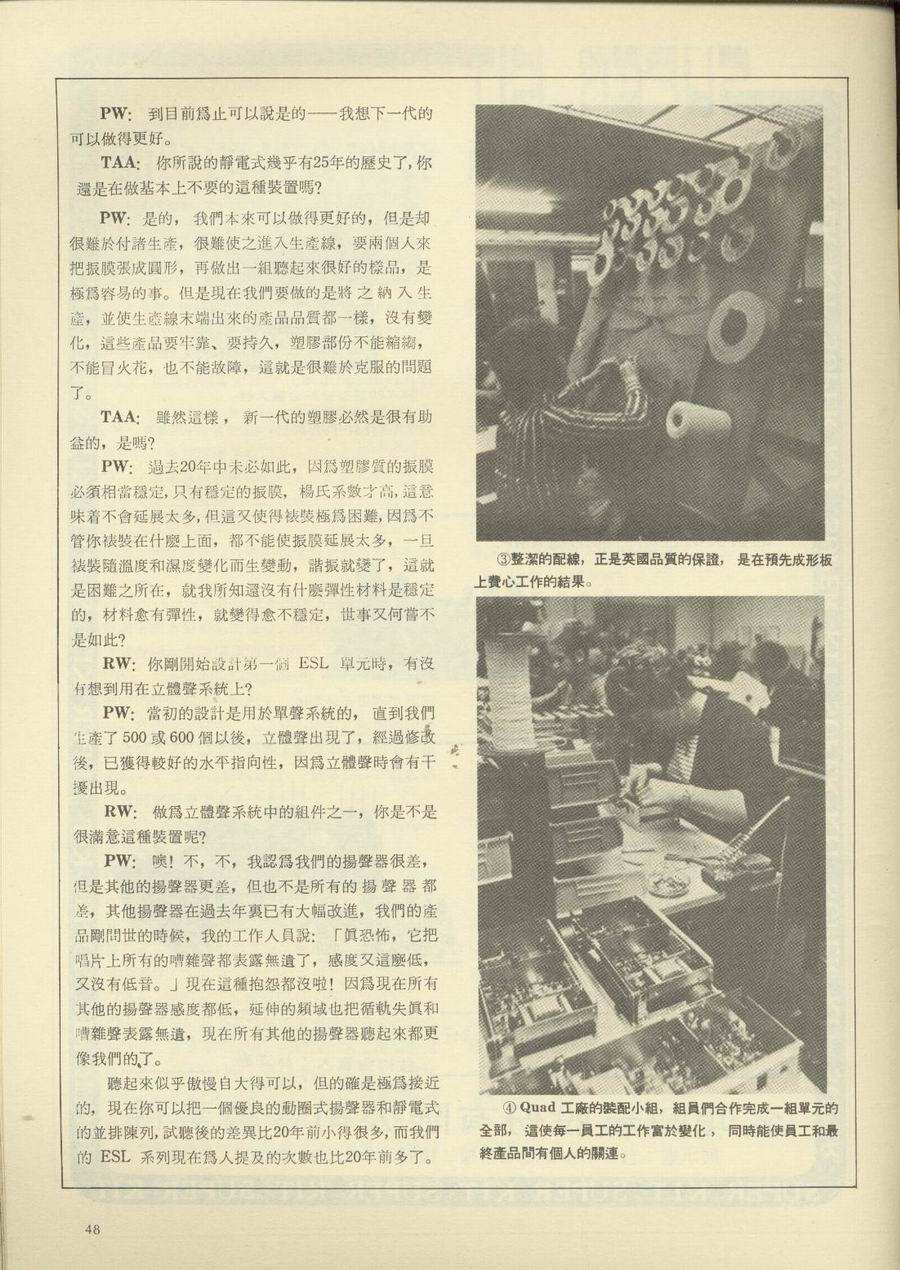 PW： 到目前爲止可以說是的——我想下一代的
可以做得更好。
TAA： 你所說的靜電式幾乎有25年的歷史了，你
還是在做基本上不要的這種裝置嗎？
PW： 是的， 我們本來可以做得更好的，但是却
很難於付諸生產，很難使之進入生產線，要兩個人來
把振膜張成圓形，再做出一組聽起來很好的樣品，是
極爲容易的事。但是現在我們要做的是將之納入生
產，並使生產線末端出來的產品品質都一樣，沒有變
化，這些產品要牢靠、要持久，塑膠部份不能縮縐，
不能冒火花，也不能故障，這就是很難於克服的問題
了。
TAA： 雖然這樣， 新一代的塑膠必然是很有助
益的，是嗎？
PW： 過去20年中未必如此，因爲塑膠質的振膜
必須相當穩定，只有穩定的振膜，楊氏系數才高，這意
味着不會延展太多，但這又使得裱裝極爲困難，因爲不
管你裱裝在什麼上面，都不能使振膜延展太多，一旦
裱裝隨溫度和濕度變化而生變動，諧振就變了，這就
是困難之所在，就我所知還沒有什麼彈性材料是穩定
的，材料愈有彈性，就變得愈不穩定，世事又何嘗不
是如此？
RW： 你剛開始設計第一個 ESL 單元時，有沒
有想到用在立體聲系統上？
PW： 當初的設計是用於單聲系統的， 直到我們
生產了 500 或 600 個以後，立體聲出現了，經過修改
後，已獲得較好的水平指向性，因爲立體聲時會有干
擾出現。
RW： 做爲立體聲系統中的組件之一，你是不是
很滿意這種裝置呢？
PW： 噢！不，不，我認爲我們的揚聲器很差，
但是其他的揚聲器更差，但也不是所有的揚聲器都
差，其他揚聲器在過去年裏已有大幅改進，我們的產
品剛問世的時候，我的工作人員說：「眞恐怖，它把
唱片上所有的嘈雜聲都表露無遺了，感度又這麼低，
又沒有低音。」現在這種抱怨都沒啦！因爲現在所有
其他的揚聲器感度都低，延伸的頻域也把循軌失眞和
嘈雜聲表露無遺，現在所有其他的揚聲器聽起來都更
像我們的了。
聽起來似乎傲慢自大得可以，但的確是極爲接近
的，現在你可以把一個優良的動圈式揚聲器和靜電式
的並排陳列，試聽後的差異比20年前小得很多，而我們
的 ESL 系列現在爲人提及的次數也比20年前多了。
③整潔的配線，正是英國品質的保證， 是在預先成形板
上費心工作的結果。
④ Quad 工廠的裝配小組，組員們合作完成一組單元的
全部， 這使每一員工的工作富於變化， 同時能使員工和最
終產品間有個人的關連。
48